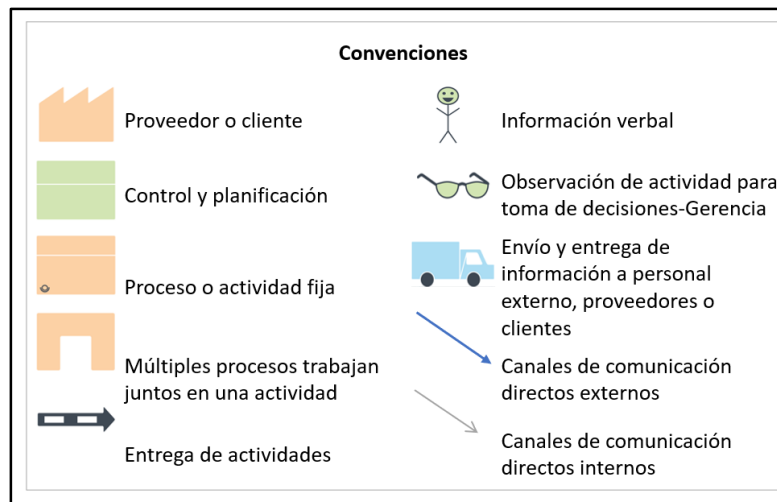 Convenciones
Proveedor o cliente
Control y planificación
Proceso o actividad fija
Múltiples procesos trabajan
juntos en una actividad
Entrega de actividades
Información verbal
Observación de actividad para
toma de decisiones-Gerencia
Envío y entrega de
información a personal
externo, proveedores o
clientes
Canales de comunicación
directos externos
Canales de comunicación
directos internos